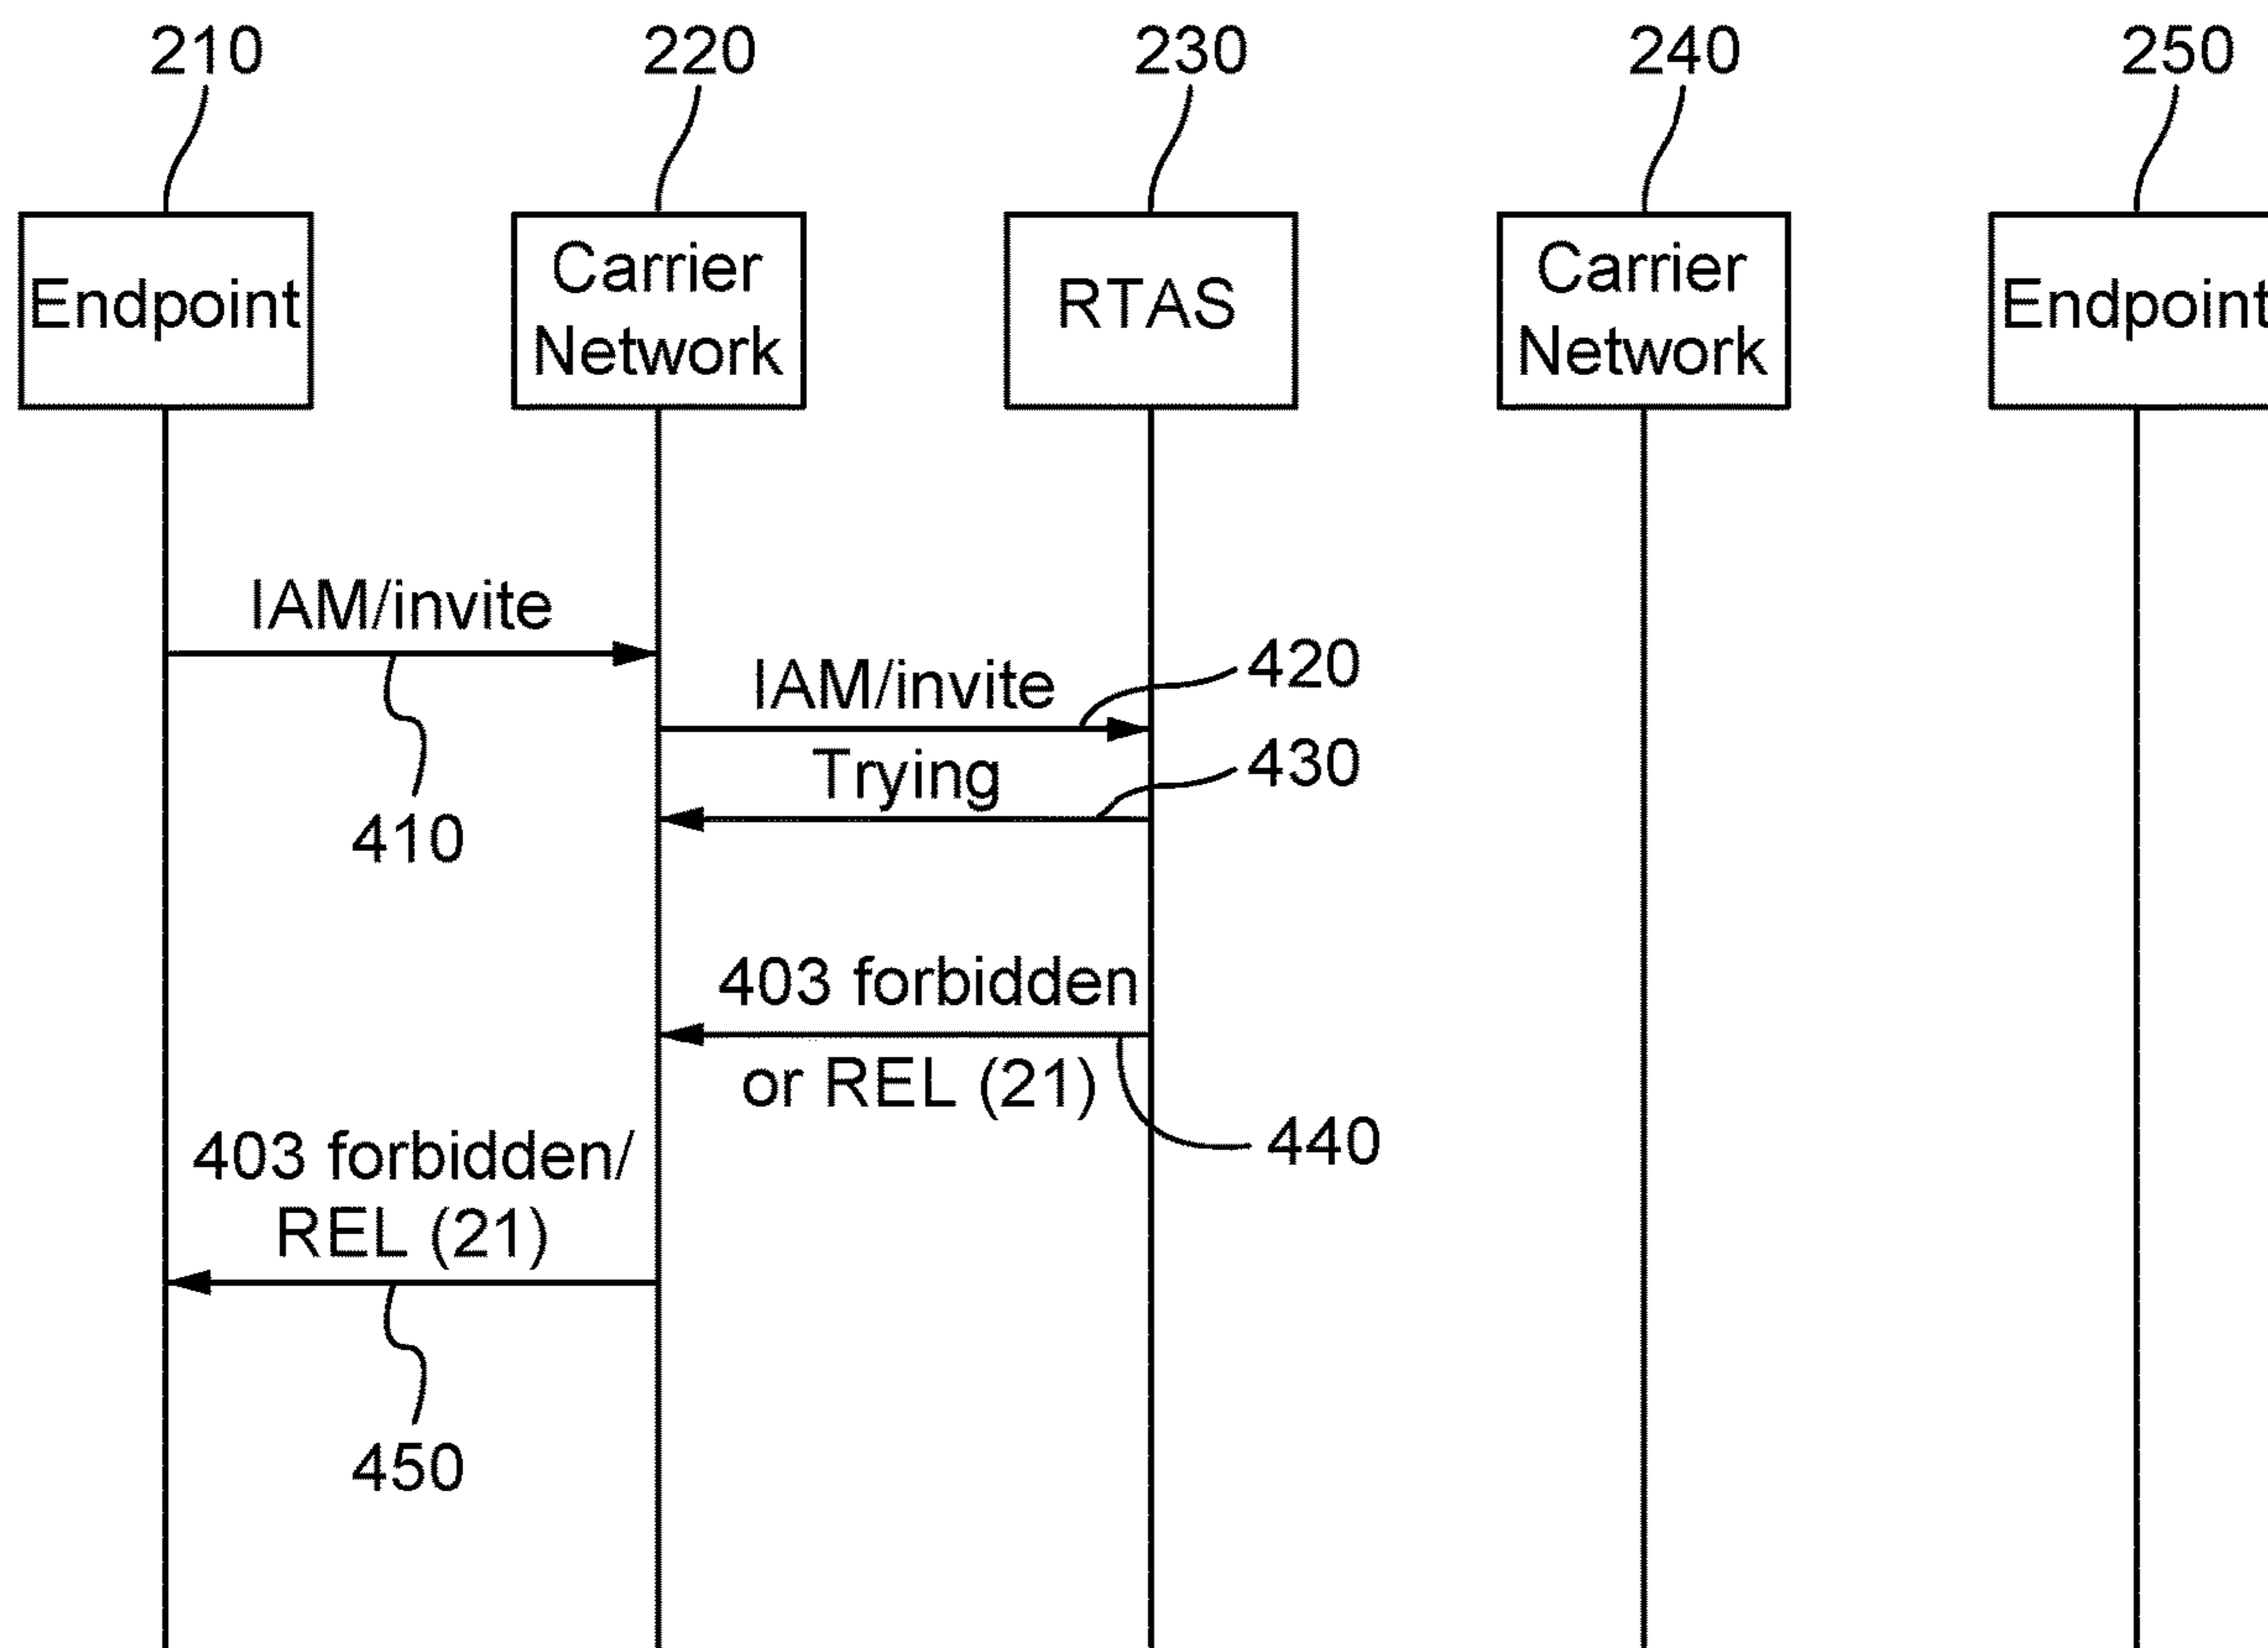 210
220
230
240
250
Endpoint
Carrier
Network
RTAS
Carrier
Network
Endpoint
IAM/invite
410
IAM/invite
420
Trying
430
403 forbidden
or REL (21)
440
403 forbidden/
REL (21)
450